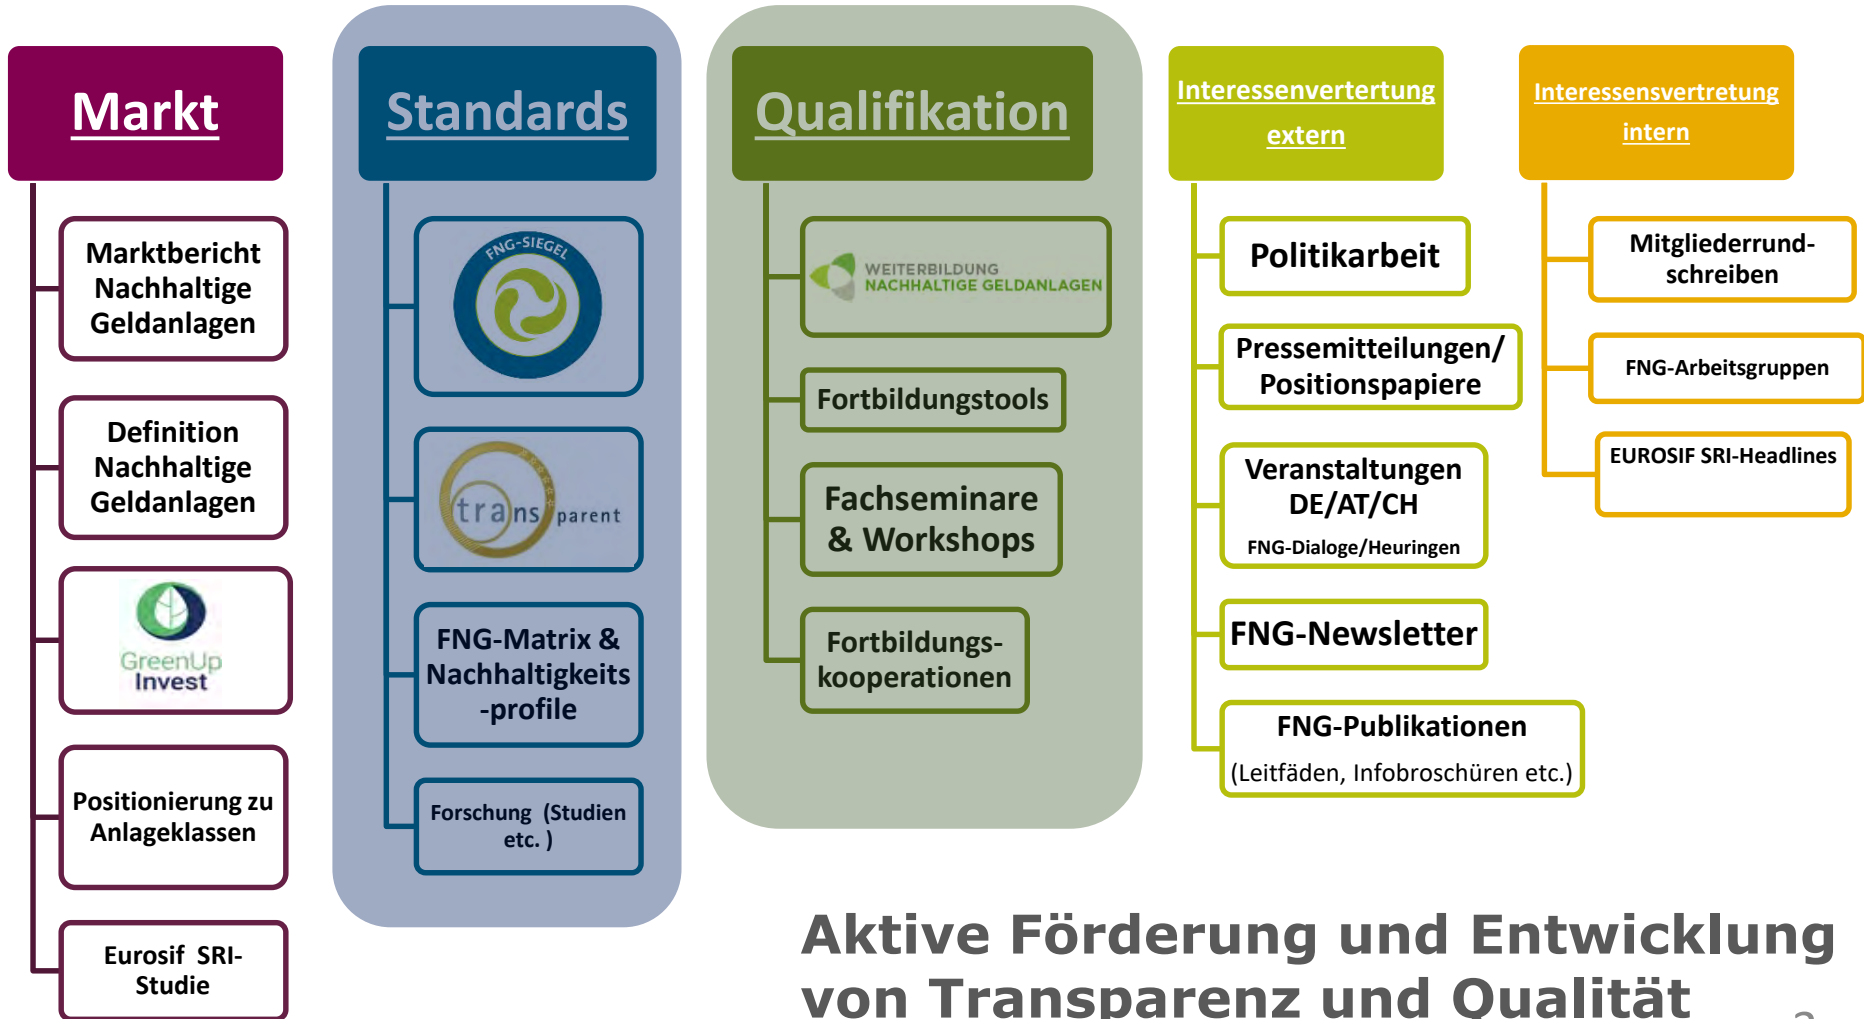 Markt
Marktbericht
Nachhaltige
Geldanlagen
Definition
Nachhaltige
Geldanlagen
GreenUp
Invest
Positionierung zu
Anlageklassen
Eurosif SRI-
Studie
Standards
FNG-SIEGEL
transparent
FNG-Matrix &
Nachhaltigkeits
-profile
Forschung (Studien
etc. )
Qualifikation
WEITERBILDUNG
NACHHALTIGE GELDANLAGEN
Fortbildungstools
Fachseminare
& Workshops
Fortbildungs-
kooperationen
Interessenvertertung
extern
Politikarbeit
Pressemitteilungen/
Positionspapiere
Veranstaltungen
DE/AT/CH
FNG-Dialoge/Heuringen
FNG-Newsletter
FNG-Publikationen
(Leitfäden, Infobroschüren etc.)
Interessensvertretung
intern
Mitgliederrund-
schreiben
FNG-Arbeitsgruppen
EUROSIF SRI-Headlines
Aktive Förderung und Entwicklung
von Transparenz und Qualität